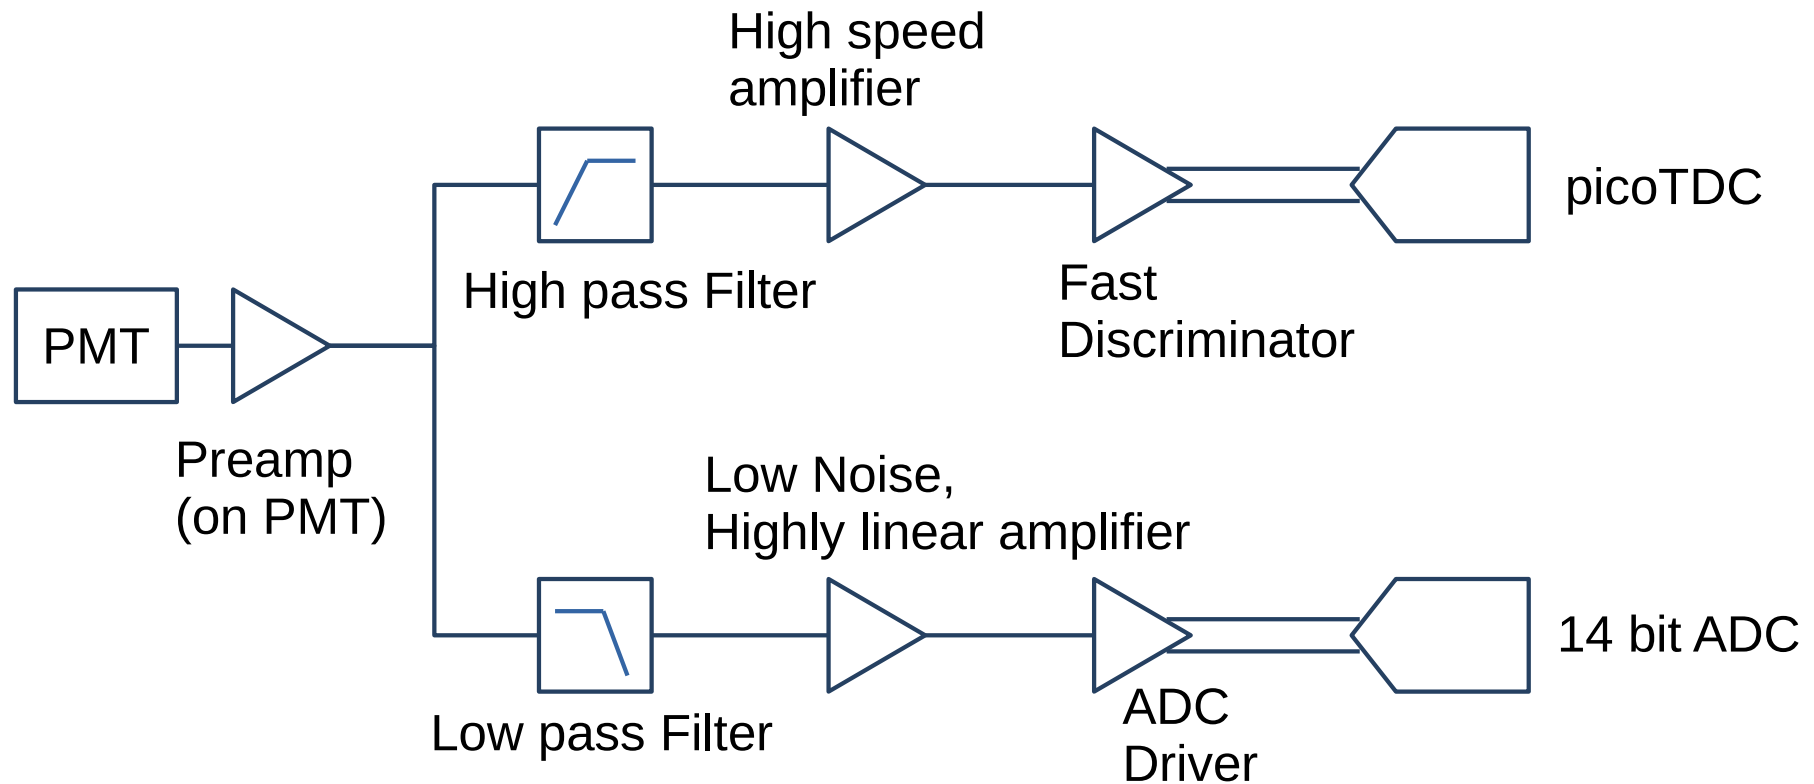 High speed
amplifier
picoTDC
High pass Filter
Fast
Discriminator
PMT
Preamp
(on PMT)
Low Noise,
Highly linear amplifier
14 bit ADC
Low pass Filter
ADC
Driver